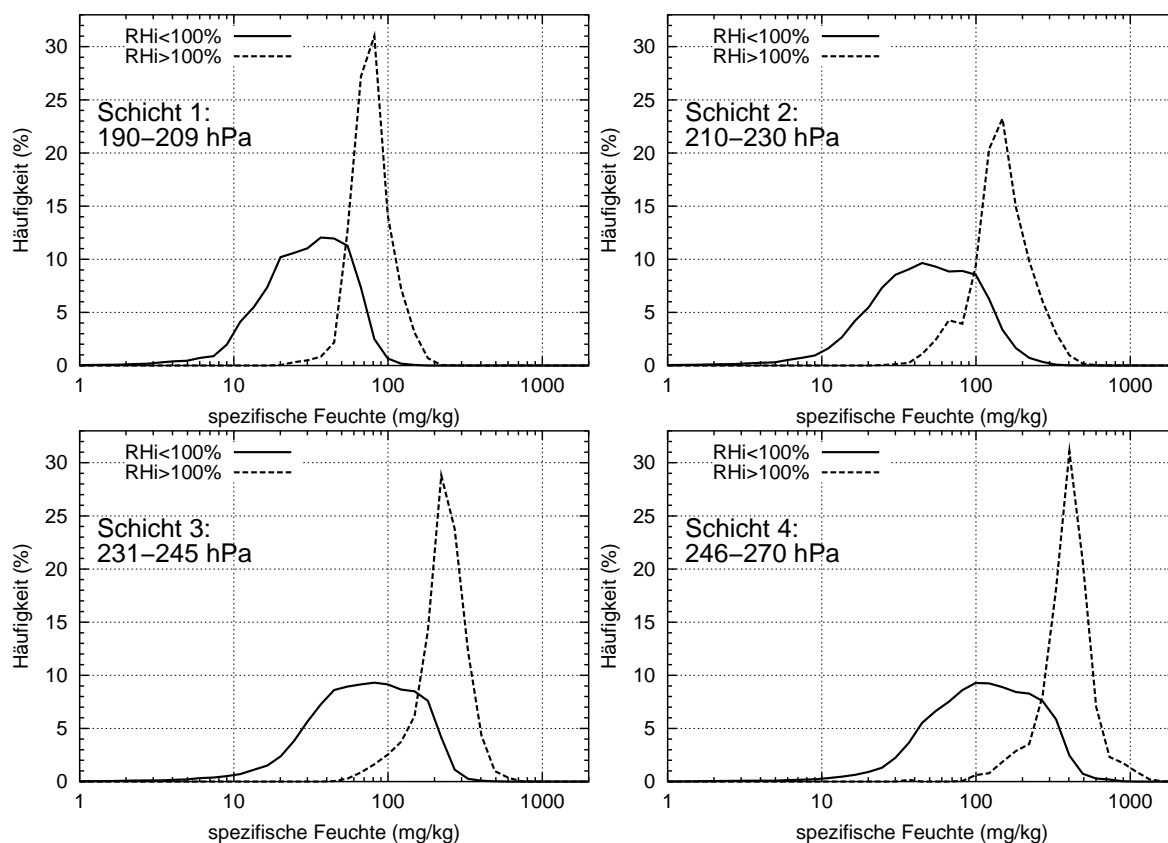 RHi<100%
RHi>100%
Schicht 1:
190–209 hPa
Häufigkeit (%)
0
5
10
15
20
25
30
1 10 100 1000
spezifische Feuchte (mg/kg)
RHi<100%
RHi>100%
Schicht 2:
210–230 hPa
Häufigkeit (%)
0
5
10
15
20
25
30
1 10 100 1000
spezifische Feuchte (mg/kg)
RHi<100%
RHi>100%
Schicht 3:
231–245 hPa
Häufigkeit (%)
0
5
10
15
20
25
30
1 10 100 1000
spezifische Feuchte (mg/kg)
RHi<100%
RHi>100%
Schicht 4:
246–270 hPa
Häufigkeit (%)
0
5
10
15
20
25
30
1 10 100 1000
spezifische Feuchte (mg/kg)